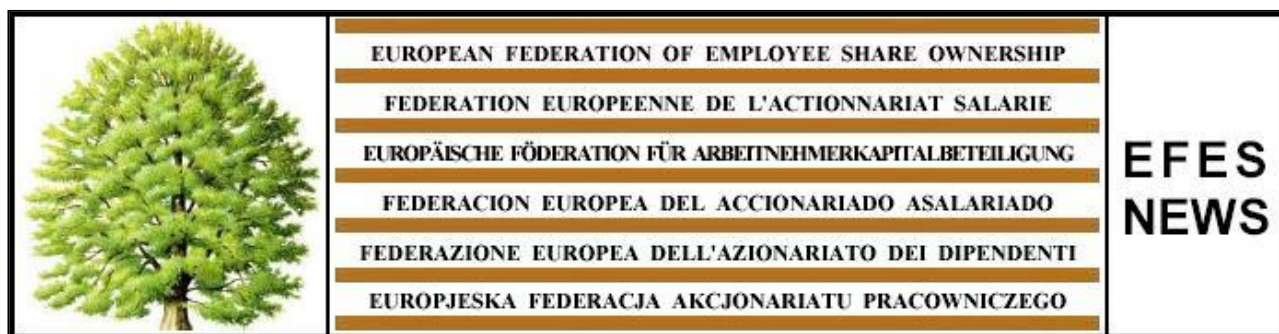 EUROPEAN FEDERATION OF EMPLOYEE SHARE OWNERSHIP
FEDERATION EUROPEENNE DE L'ACTIONNARIAT SALARIE
EUROPÄISCHE FÖDERATION FÜR ARBEITNEHMERKAPITALBETEILIGUNG
FEDERACION EUROPEA DEL ACCIONARIADO ASALARIADO
FEDERAZIONE EUROPEA DELL'AZIONARIATO DEI DIPENDENTI
EUROPJESKA FEDERACJA AKCJONARIATU PRACOWNICZEGO
EFES
NEWS